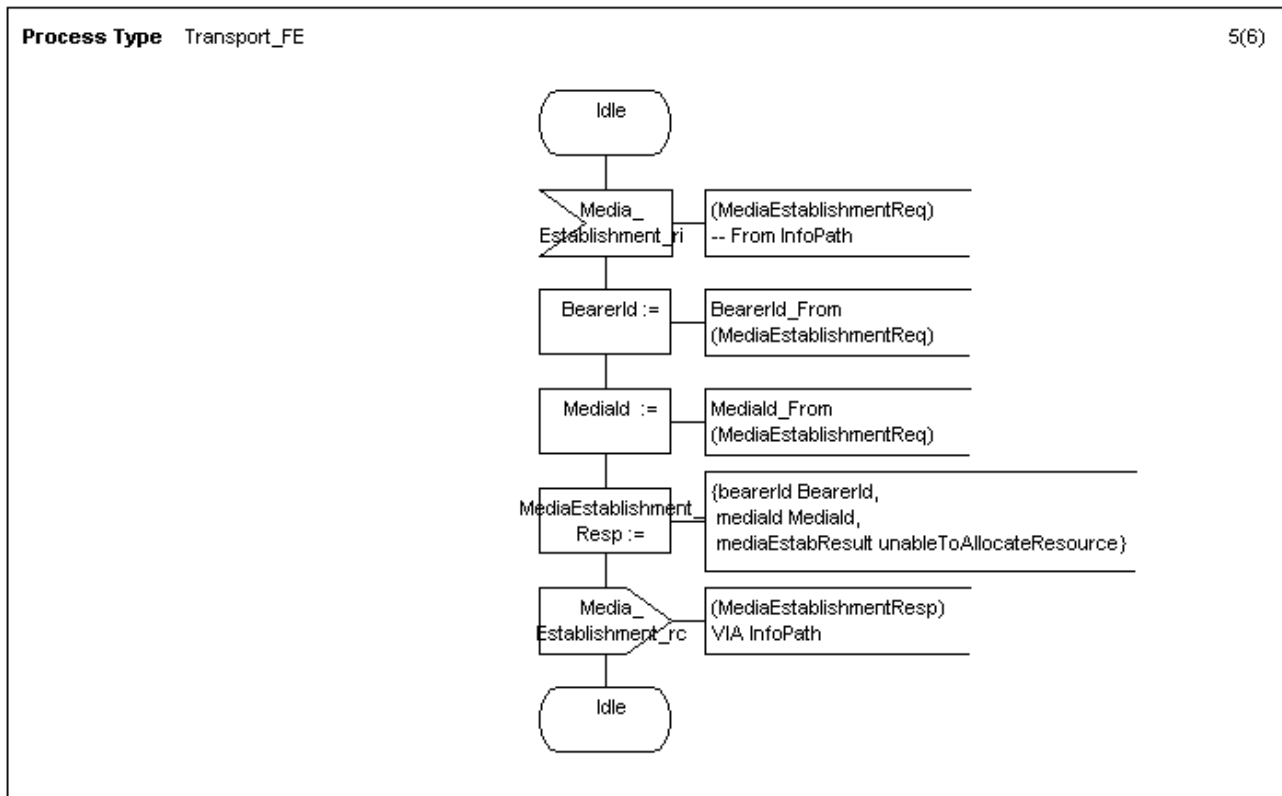 Process Type Transport_FE 5(6)
Idle
Media_ (MediaEstablishmentReq)
Establishment_ri -- From InfoPath
BearerId := BearerId_From
(MediaEstablishmentReq)
MediaId := MediaId_From
(MediaEstablishmentReq)
{bearerId BearerId,
MediaEstablishment_ mediaId MediaId,
Resp := mediaEstabResult unableToAllocateResource}
Media_ (MediaEstablishmentResp)
Establishment_rc VIA InfoPath
Idle